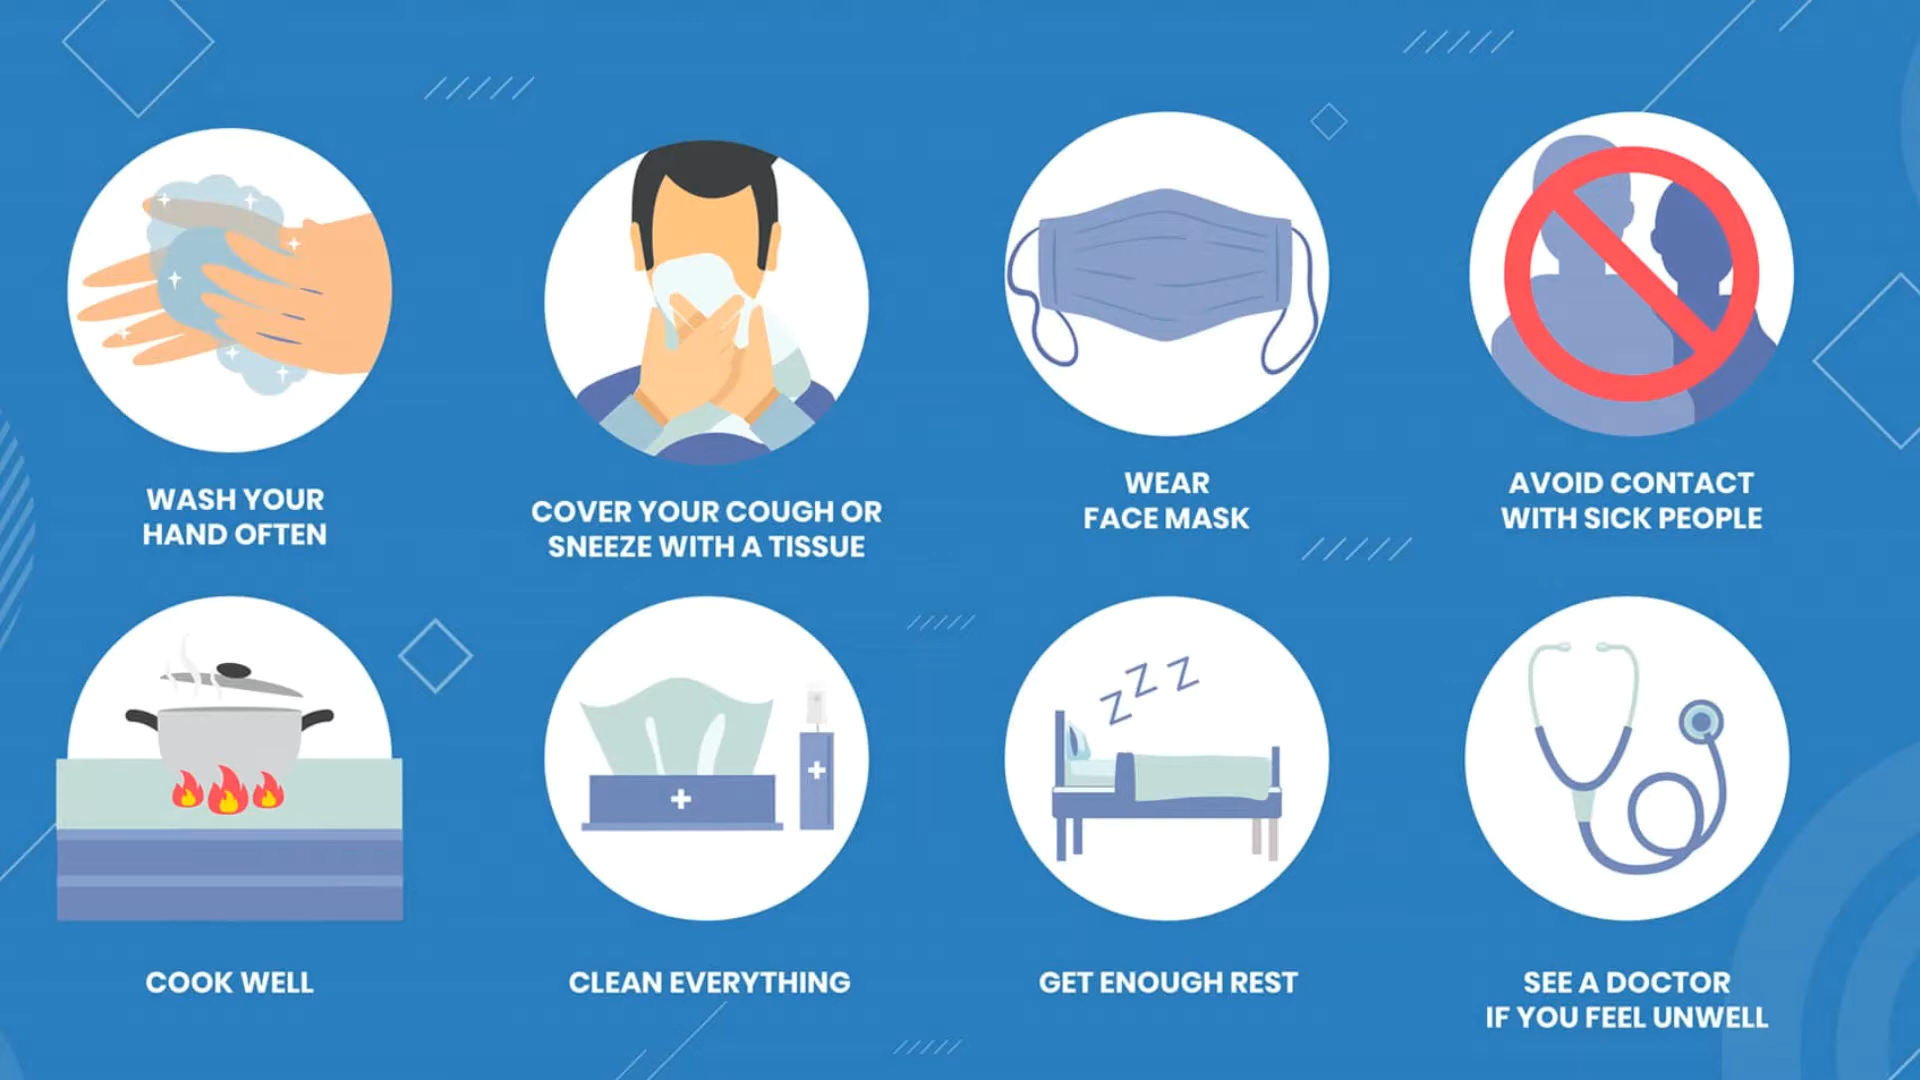 WASH YOUR
HAND OFTEN
COVER YOUR COUGH OR
SNEEZE WITH A TISSUE
WEAR
FACE MASK
AVOID CONTACT
WITH SICK PEOPLE
Z Z Z
COOK WELL
CLEAN EVERYTHING
GET ENOUGH REST
SEE A DOCTOR
IF YOU FEEL UNWELL